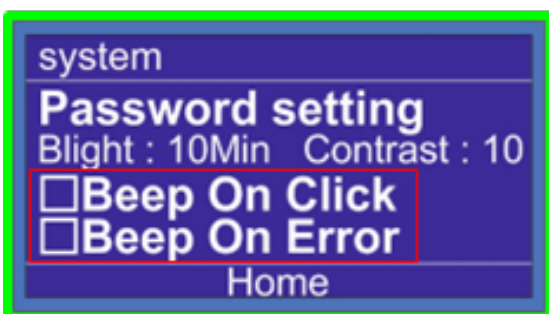 system
Password setting
Blight : 10Min Contrast : 10
☐Beep On Click
☐Beep On Error
Home